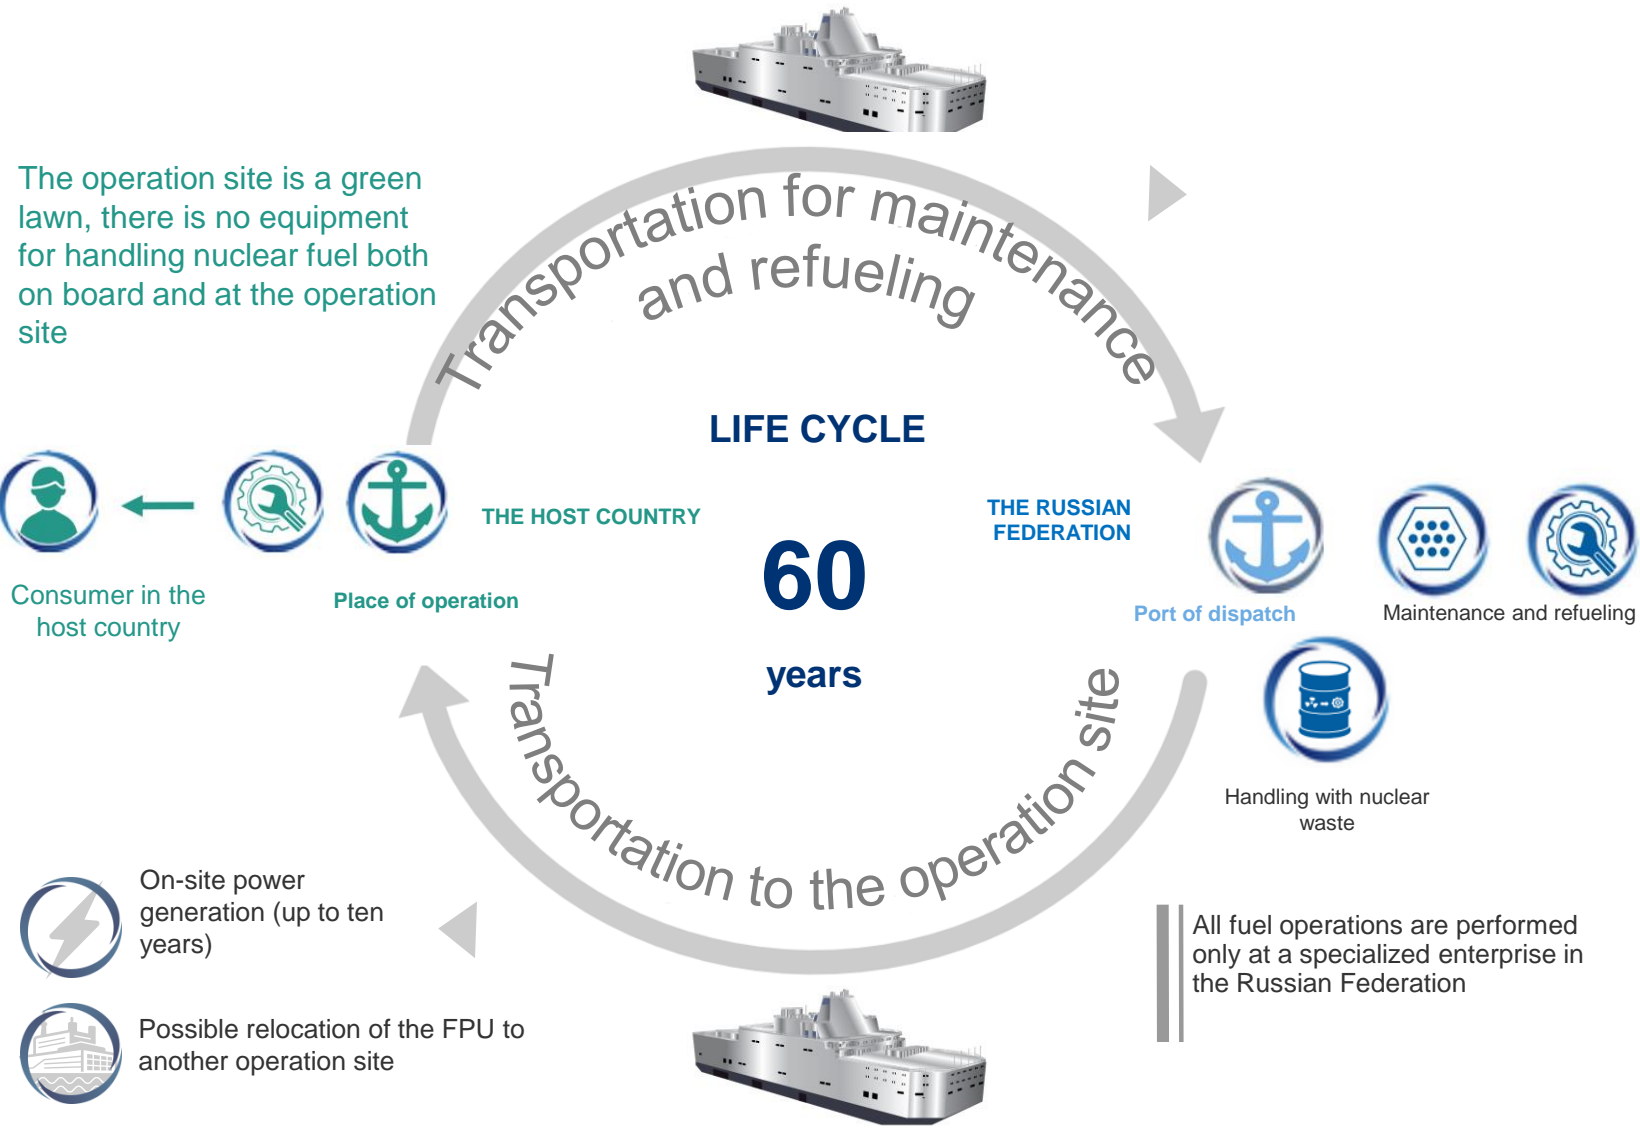 The operation site is a green
lawn, there is no equipment
for handling nuclear fuel both
on board and at the operation
site
Transportation for maintenance
and refueling
LIFE CYCLE
60
years
THE HOST COUNTRY
THE RUSSIAN
FEDERATION
Consumer in the
host country
Place of operation
Port of dispatch
Maintenance and refueling
Handling with nuclear
waste
Transportation to the operation site
On-site power
generation (up to ten
years)
Possible relocation of the FPU to
another operation site
All fuel operations are performed
only at a specialized enterprise in
the Russian Federation